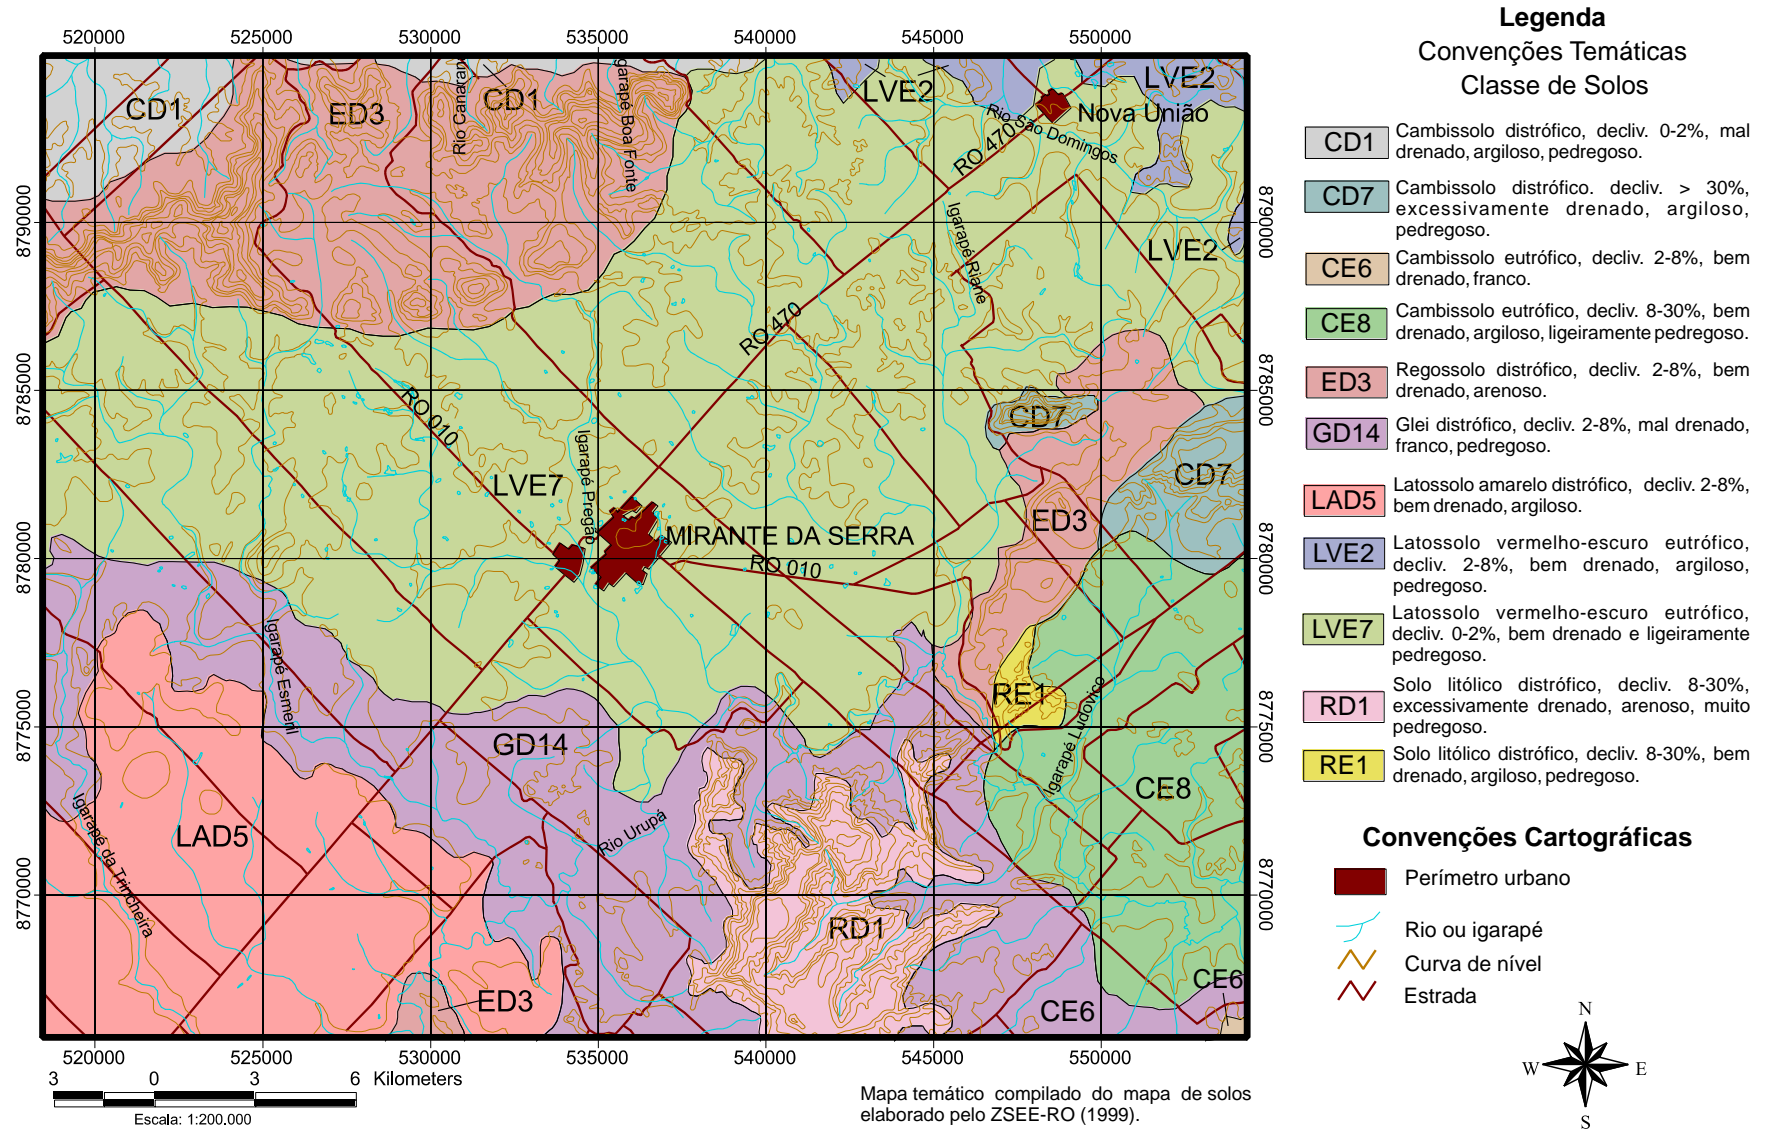 520000 525000 530000 535000 540000 545000 550000
8790000
8785000
8780000
8775000
8770000
8790000
8785000
8780000
8775000
8770000
CD1
ED3
Rio Canarapé
CD1
Igarapé Boa Fonte
LVE2
LVE2
Nova União
Rio São Domingos
RO 470
LVE2
Igarapé Riane
RO 470
RO 010
CD7
CD7
LVE7
Igarapé Pregão
ED3
MIRANTE DA SERRA
RO 010
Igarapé Esmeril
RE1
Igarapé Ludovico
GD14
CE8
LAD5
Igarapé da Trincheira
Rio Urupá
RD1
ED3
CE6
CE6
520000 525000 530000 535000 540000 545000 550000
3 0 3 6 Kilometers
Escala: 1:200.000
Mapa temático compilado do mapa de solos
elaborado pelo ZSEE-RO (1999).
Legenda
Convenções Temáticas
Classe de Solos
CD1 Cambissolo distrófico, decliv. 0-2%, mal
drenado, argiloso, pedregoso.
CD7 Cambissolo distrófico. decliv. > 30%,
excessivamente drenado, argiloso,
pedregoso.
CE6 Cambissolo eutrófico, decliv. 2-8%, bem
drenado, franco.
CE8 Cambissolo eutrófico, decliv. 8-30%, bem
drenado, argiloso, ligeiramente pedregoso.
ED3 Regossolo distrófico, decliv. 2-8%, bem
drenado, arenoso.
GD14 Glei distrófico, decliv. 2-8%, mal drenado,
franco, pedregoso.
LAD5 Latossolo amarelo distrófico, decliv. 2-8%,
bem drenado, argiloso.
LVE2 Latossolo vermelho-escuro eutrófico,
decliv. 2-8%, bem drenado, argiloso,
pedregoso.
LVE7 Latossolo vermelho-escuro eutrófico,
decliv. 0-2%, bem drenado e ligeiramente
pedregoso.
RD1 Solo litólico distrófico, decliv. 8-30%,
excessivamente drenado, arenoso, muito
pedregoso.
RE1 Solo litólico distrófico, decliv. 8-30%, bem
drenado, argiloso, pedregoso.
Convenções Cartográficas
Perímetro urbano
Rio ou igarapé
Curva de nível
Estrada
N
W E
S